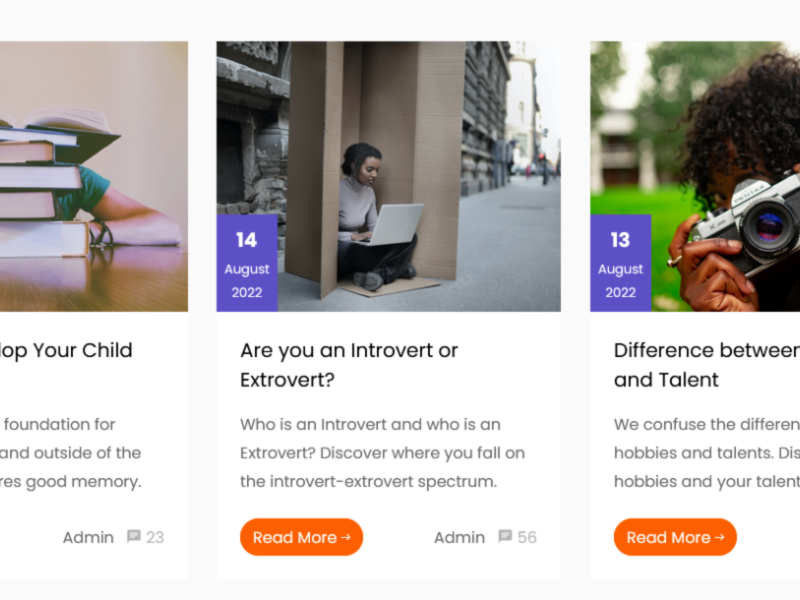 lop Your Child
foundation for
and outside of the
res good memory.
Admin 23
14
August
2022
Are you an Introvert or
Extrovert?
Who is an Introvert and who is an
Extrovert? Discover where you fall on
the introvert-extrovert spectrum.
Read More →
Admin 56
PENTAX
13
August
2022
Difference between
and Talent
We confuse the differen
hobbies and talents. Dis
hobbies and your talent
Read More →